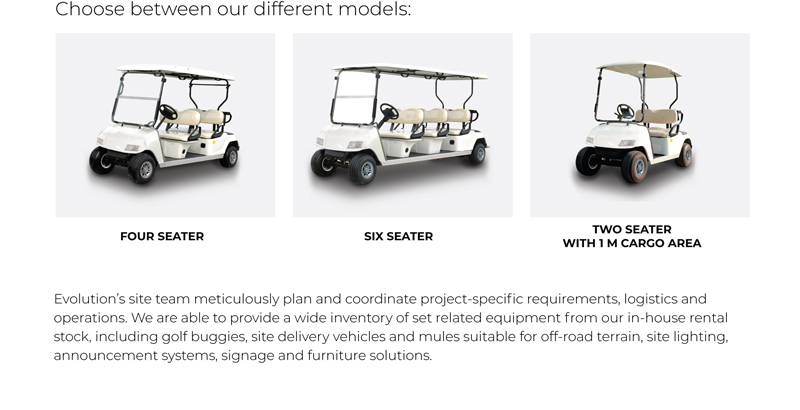 Choose between our different models:
FOUR SEATER
SIX SEATER
TWO SEATER
WITH 1 M CARGO AREA
Evolution’s site team meticulously plan and coordinate project-specific requirements, logistics and
operations. We are able to provide a wide inventory of set related equipment from our in-house rental
stock, including golf buggies, site delivery vehicles and mules suitable for off-road terrain, site lighting,
announcement systems, signage and furniture solutions.